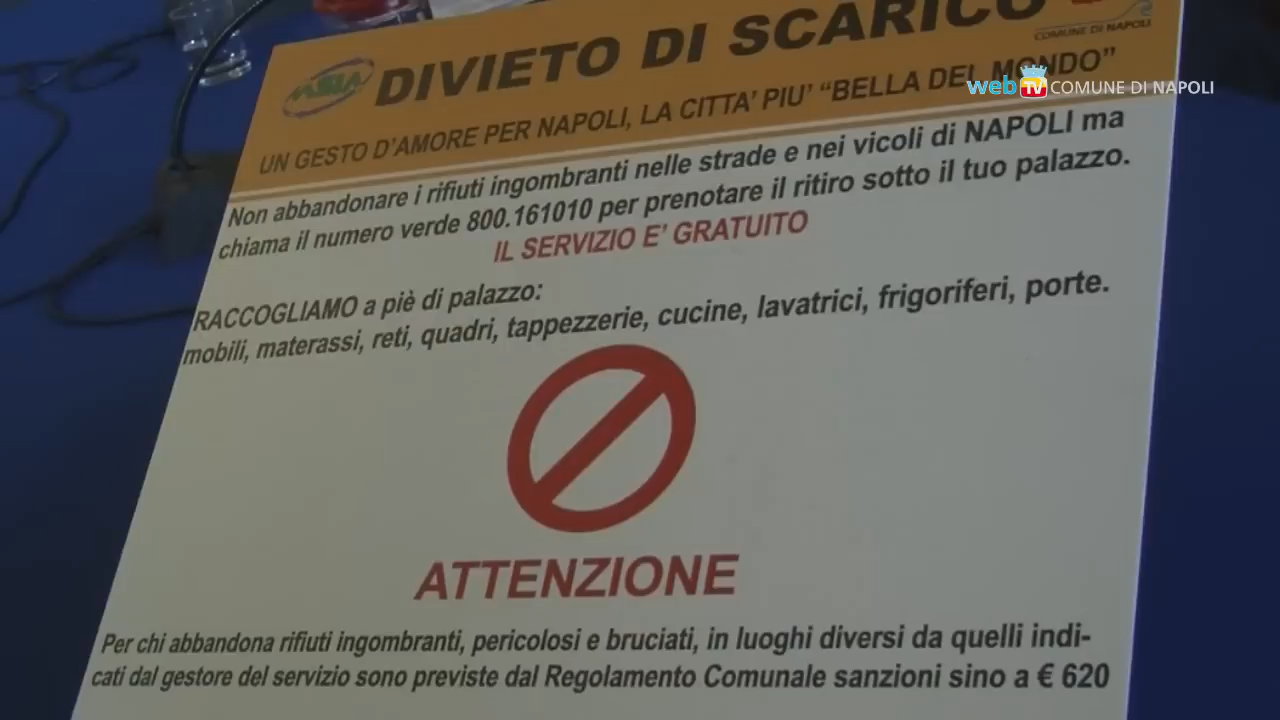 ASIA DIVIETO DI SCARICO
COMUNE DI NAPOLI
UN GESTO D'AMORE PER NAPOLI, LA CITTA' PIU' "BELLA DEL MONDO"
web TV COMUNE DI NAPOLI
Non abbandonare i rifiuti ingombranti nelle strade e nei vicoli di NAPOLI ma
chiama il numero verde 800.161010 per prenotare il ritiro sotto il tuo palazzo.
IL SERVIZIO E' GRATUITO
RACCOGLIAMO a piè di palazzo:
mobili, materassi, reti, quadri, tappezzerie, cucine, lavatrici, frigoriferi, porte.
ATTENZIONE
Per chi abbandona rifiuti ingombranti, pericolosi e bruciati, in luoghi diversi da quelli indi-
cati dal gestore del servizio sono previste dal Regolamento Comunale sanzioni sino a € 620